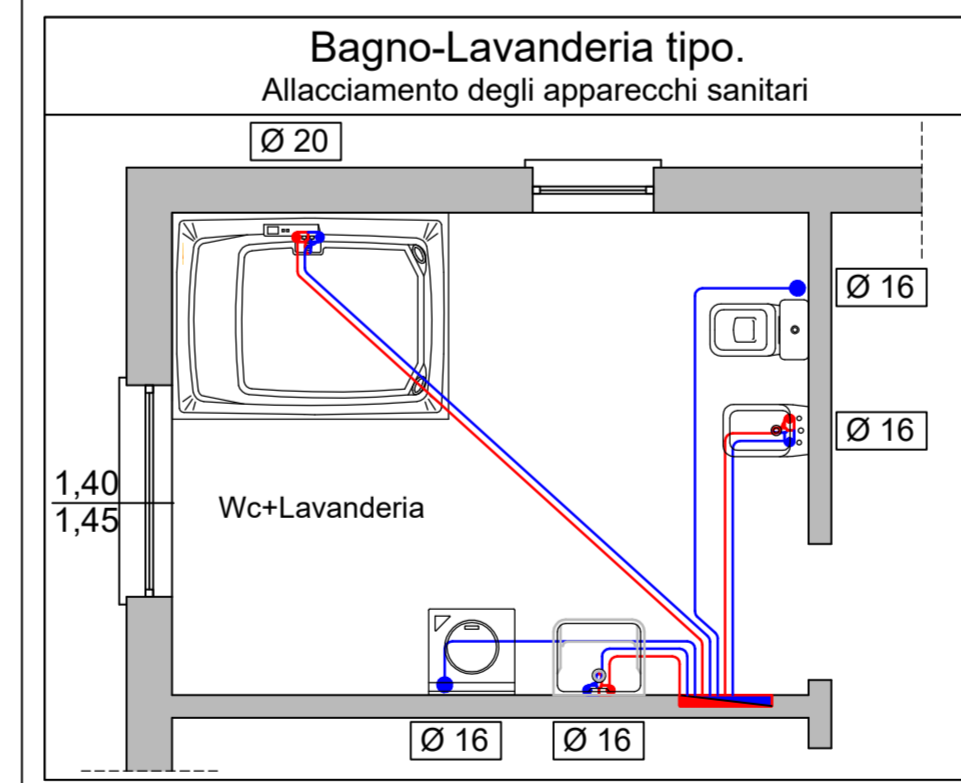 Bagno-Lavanderia tipo.
Allacciamento degli apparecchi sanitari
Ø 20
Ø 16
Ø 16
1,40
1,45
Wc+Lavanderia
Ø 16
Ø 16